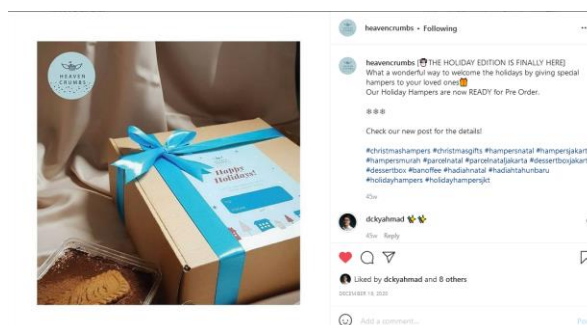 HEAVEN
CRUMBS
Happy
Holidays!
heavencrumbs • Following
heavencrumbs [THE HOLIDAY EDITION IS FINALLY HERE]
What a wonderful way to welcome the holidays by giving special
hampers to your loved ones
Our Holiday Hampers are now READY for Pre Order.
***
Check our new post for the details!
#christmashampers #christmasgifts #hampersnatal #hampersjakart
#hampersmurah #parcelnatal #parcelnataljakarta #dessertboxjakart
#dessertbox #banoffee #hadiahnatal #hadiahtahunbaru
#holidayhampers #holidayhampersjkt
45w
dckyahmad
45w Reply
Liked by dckyahmad and 8 others
DECEMBER 19, 2020
Add a comment...